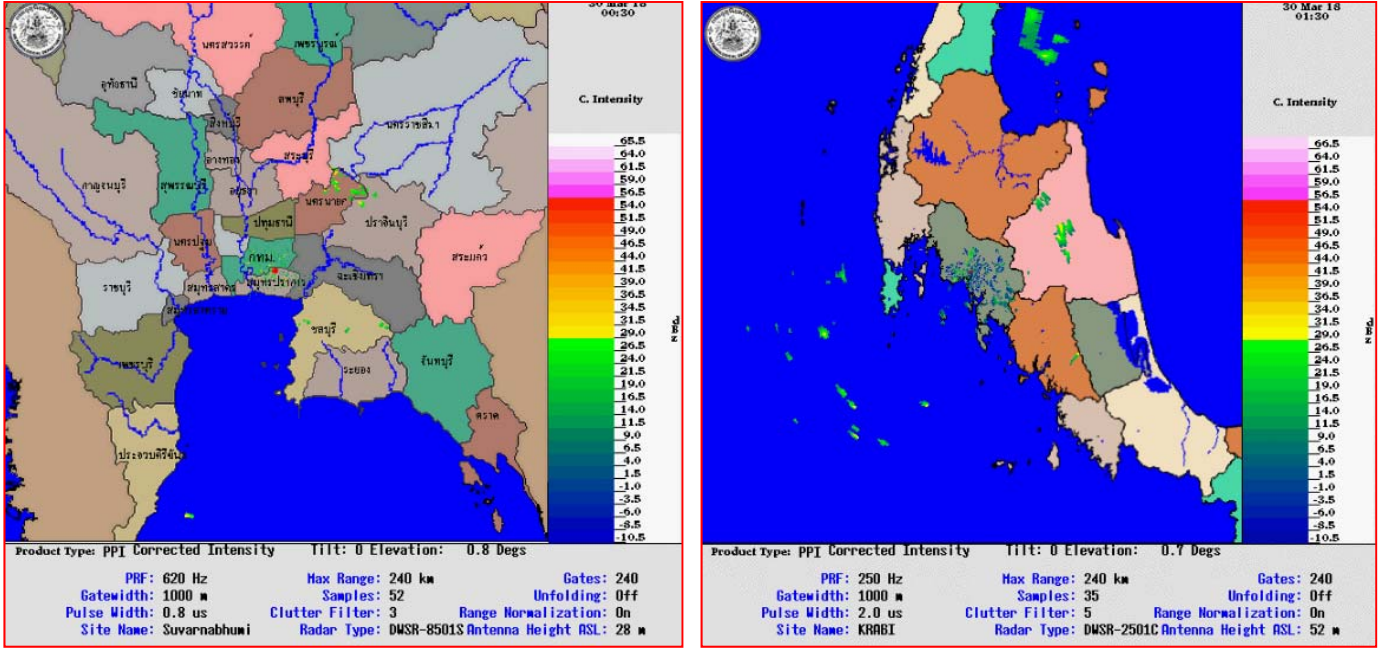 30 Mar 18
00:30
C. Intensity
65.5
64.0
61.5
59.0
56.5
54.0
51.5
49.0
46.5
44.0
41.5
39.0
36.5
34.0
31.5
29.0
26.5
24.0
21.5
19.0
16.5
14.0
11.5
9.0
6.5
4.0
1.5
-1.0
-3.5
-6.0
-8.5
-10.5
นครสวรรค์
เพชรบูรณ์
อุทัยธานี
ชัยนาท
ลพบุรี
สิงหบุรี
นครราชสีมา
อ่างทอง
สระบุรี
กาญจนบุรี
สุพรรณบุรี
อยุธยา
นครนายก
ปราจีนบุรี
ปทุมธานี
นครปฐม
กทม.
สระแก้ว
ฉะเชิงเทรา
ราชบุรี
สมุทรสาคร
สมุทรปราการ
ชลบุรี
จันทบุรี
เพชรบุรี
ระยอง
ตราด
ประจวบคีรีขันธ์
Product Type: PPI Corrected Intensity Tilt: 0 Elevation: 0.8 Degs
PRF: 620 Hz Max Range: 240 km Gates: 240
Gatewidth: 1000 m Samples: 52 Unfolding: Off
Pulse Width: 0.8 us Clutter Filter: 3 Range Normalization: On
Site Name: Suvarnabhumi Radar Type: DWSR-8501S Antenna Height ASL: 28 m
30 Mar 18
01:30
C. Intensity
66.5
64.0
61.5
59.0
56.5
54.0
51.5
49.0
46.5
44.0
41.5
39.0
36.5
34.0
31.5
29.0
26.5
24.0
21.5
19.0
16.5
14.0
11.5
9.0
6.5
4.0
1.5
-1.0
-3.5
-6.0
-8.5
-10.5
Product Type: PPI Corrected Intensity Tilt: 0 Elevation: 0.7 Degs
PRF: 250 Hz Max Range: 240 km Gates: 240
Gatewidth: 1000 m Samples: 35 Unfolding: Off
Pulse Width: 2.0 us Clutter Filter: 5 Range Normalization: On
Site Name: KRABI Radar Type: DWSR-2501C Antenna Height ASL: 52 m